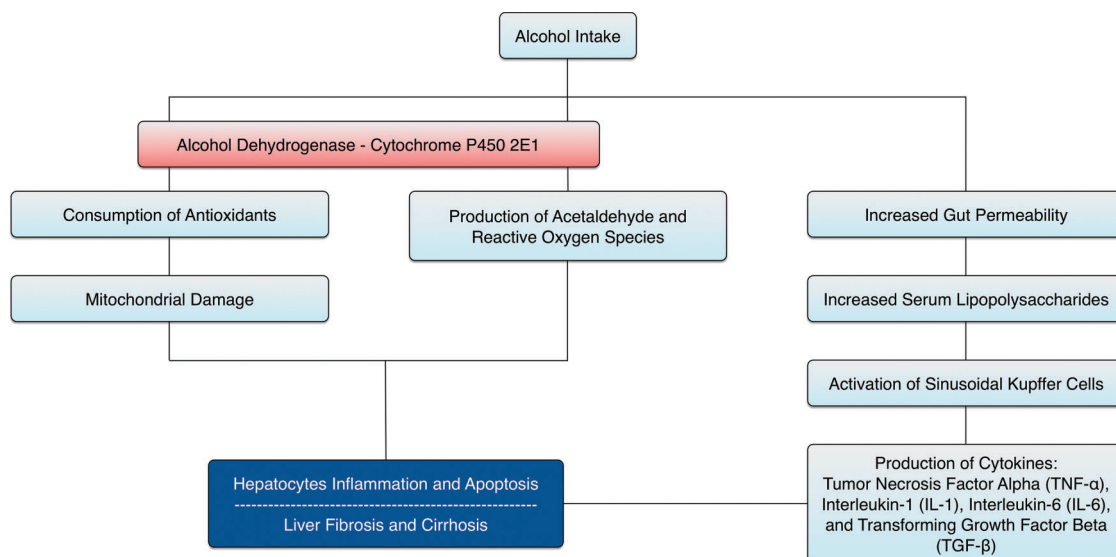 Alcohol Intake
Alcohol Dehydrogenase - Cytochrome P450 2E1
Consumption of Antioxidants
Production of Acetaldehyde and
Reactive Oxygen Species
Increased Gut Permeability
Mitochondrial Damage
Increased Serum Lipopolysaccharides
Activation of Sinusoidal Kupffer Cells
Hepatocytes Inflammation and Apoptosis
Liver Fibrosis and Cirrhosis
Production of Cytokines:
Tumor Necrosis Factor Alpha (TNF-α),
Interleukin-1 (IL-1), Interleukin-6 (IL-6),
and Transforming Growth Factor Beta
(TGF-β)